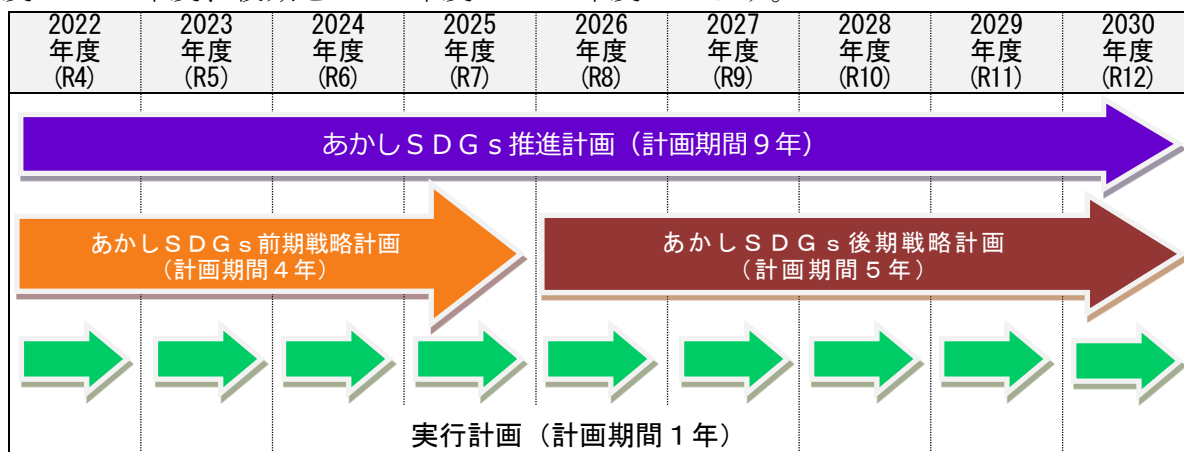 2022 2023 2024 2025 2026 2027 2028 2029 2030
年度 年度 年度 年度 年度 年度 年度 年度 年度
(R4) (R5) (R6) (R7) (R8) (R9) (R10) (R11) (R12)
あかしＳＤＧｓ推進計画（計画期間９年）
あかしＳＤＧｓ前期戦略計画
（計画期間４年）
あかしＳＤＧｓ後期戦略計画
（計画期間５年）
実行計画（計画期間１年）